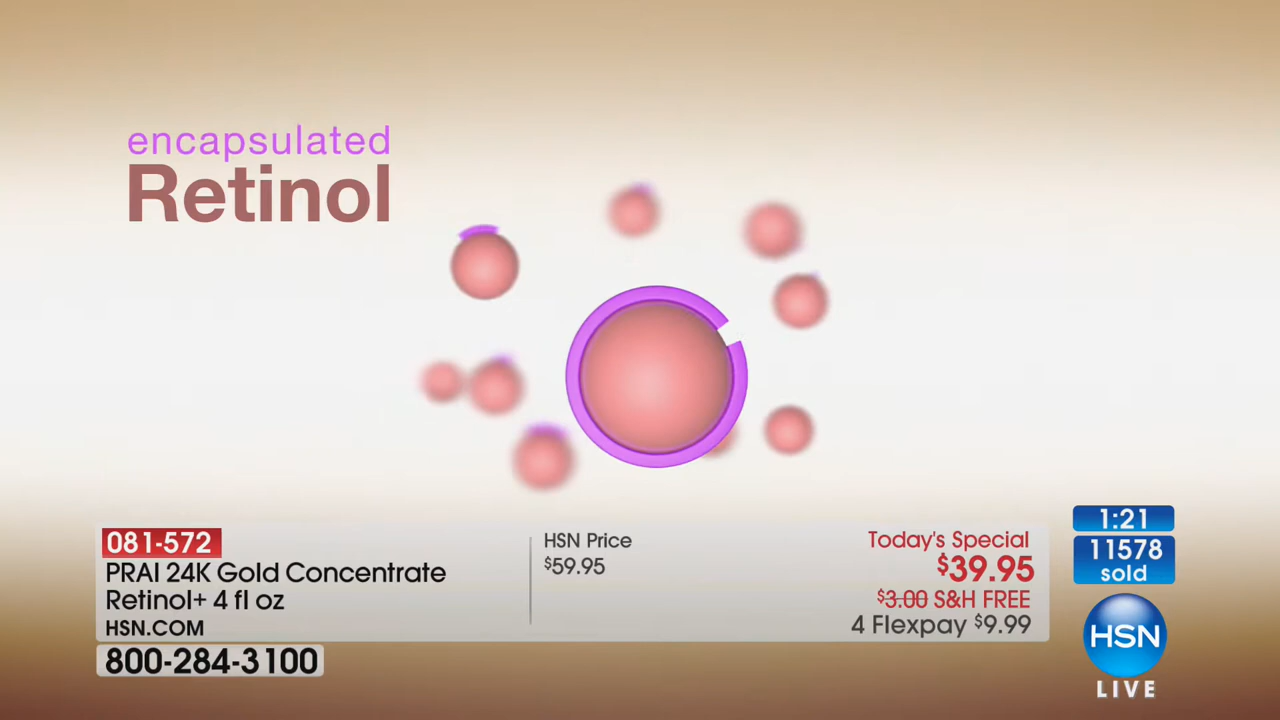 encapsulated
Retinol
081-572
PRAI 24K Gold Concentrate
Retinol+ 4 fl oz
HSN.COM
800-284-3100
HSN Price
$59.95
Today's Special
$39.95
$3.00 S&H FREE
4 Flexpay $9.99
1:21
11578
sold
HSN
LIVE